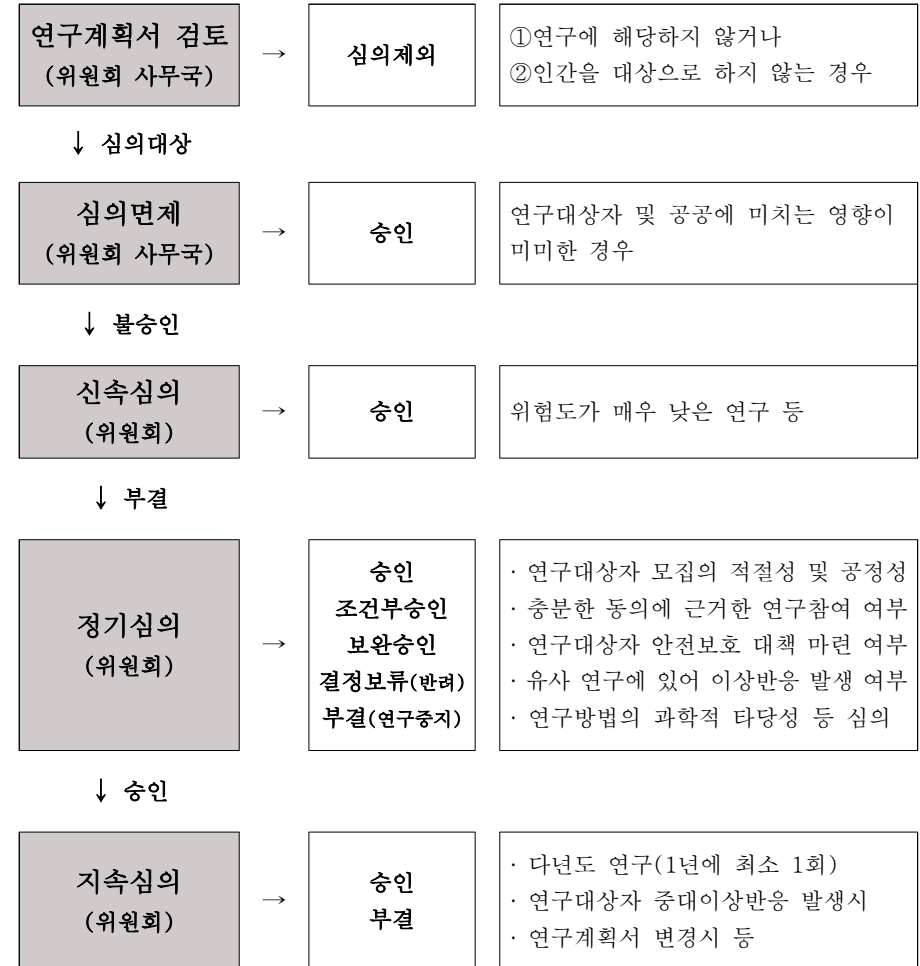 연구계획서 검토
(위원회 사무국)
→
심의제외
①연구에 해당하지 않거나
②인간을 대상으로 하지 않는 경우
↓ 심의대상
심의면제
(위원회 사무국)
→
승인
연구대상자 및 공공에 미치는 영향이
미미한 경우
↓ 불승인
신속심의
(위원회)
→
승인
위험도가 매우 낮은 연구 등
↓ 부결
정기심의
(위원회)
→
승인
조건부승인
보완승인
결정보류(반려)
부결(연구중지)
· 연구대상자 모집의 적절성 및 공정성
· 충분한 동의에 근거한 연구참여 여부
· 연구대상자 안전보호 대책 마련 여부
· 유사 연구에 있어 이상반응 발생 여부
· 연구방법의 과학적 타당성 등 심의
↓ 승인
지속심의
(위원회)
→
승인
부결
· 다년도 연구(1년에 최소 1회)
· 연구대상자 중대이상반응 발생시
· 연구계획서 변경시 등